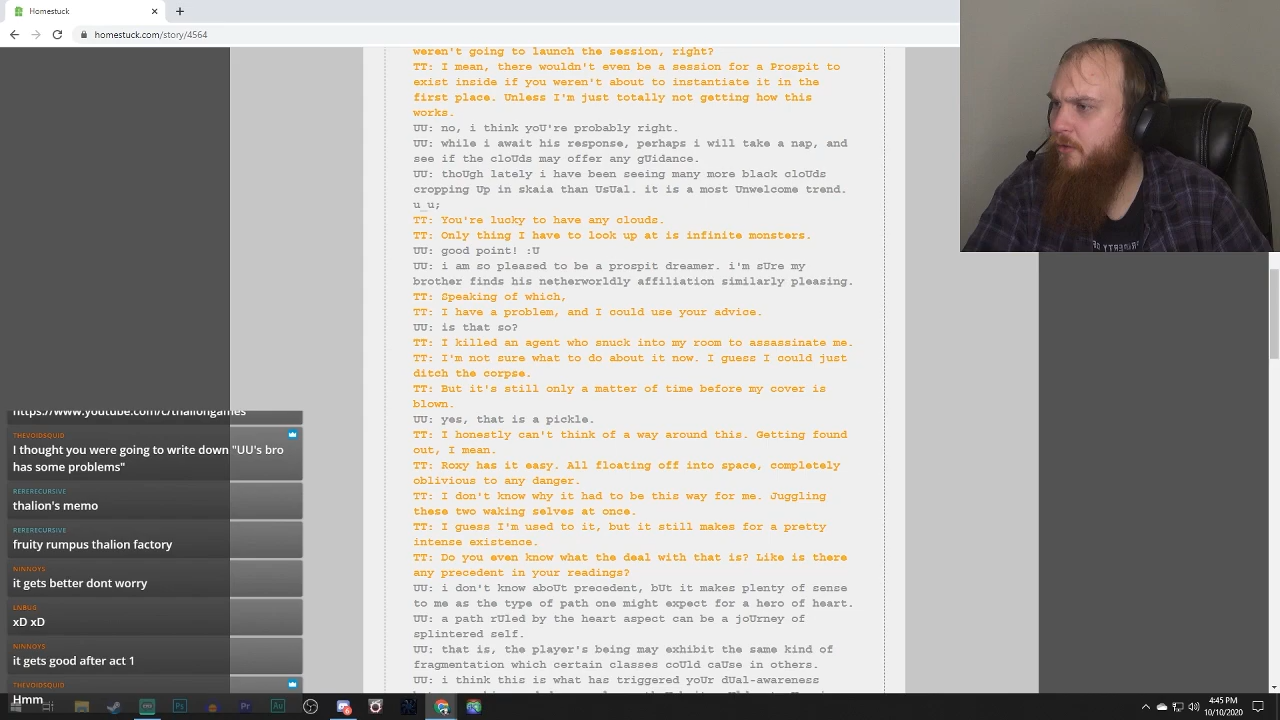 Homestuck
homestuck.com/story/4564
weren't going to launch the session, right?
TT: I mean, there wouldn't even be a session for a Prospit to
exist inside if you weren't about to instantiate it in the
first place. Unless I'm just totally not getting how this
works.
UU: no, i think yoU're probably right.
UU: while i await his response, perhaps i will take a nap, and
see if the cloUds may offer any gUidance.
UU: thoUgh lately i have been seeing many more black cloUds
cropping Up in skaia than UsUal. it is a most Unwelcome trend.
u_u;
TT: You're lucky to have any clouds.
TT: Only thing I have to look up at is infinite monsters.
UU: good point! :U
UU: i am so pleased to be a prospit dreamer. i'm sUre my
brother finds his netherworldly affiliation similarly pleasing.
TT: Speaking of which,
TT: I have a problem, and I could use your advice.
UU: is that so?
TT: I killed an agent who snuck into my room to assassinate me.
TT: I'm not sure what to do about it now. I guess I could just
ditch the corpse.
TT: But it's still only a matter of time before my cover is
blown.
UU: yes, that is a pickle.
TT: I honestly can't think of a way around this. Getting found
out, I mean.
TT: Roxy has it easy. All floating off into space, completely
oblivious to any danger.
TT: I don't know why it had to be this way for me. Juggling
these two waking selves at once.
TT: I guess I'm used to it, but it still makes for a pretty
intense existence.
TT: Do you even know what the deal with that is? Like is there
any precedent in your readings?
UU: i don't know aboUt precedent, bUt it makes plenty of sense
to me as the type of path one might expect for a hero of heart.
UU: a path rUled by the heart aspect can be a joUrney of
splintered self.
UU: that is, the player's being may exhibit the same kind of
fragmentation which certain classes coUld caUse in others.
UU: i think this is what has triggered yoUr dUal-awareness
https://www.youtube.com/c/thaliongames
THEVOIDSQUID
I thought you were going to write down "UU's bro
has some problems"
RERERECURSIVE
thalion's memo
RERERECURSIVE
fruity rumpus thalion factory
NINNOYS
it gets better dont worry
LNBUG
xD xD
NINNOYS
it gets good after act 1
THEVOIDSQUID
Hmm
4:45 PM
10/10/2020